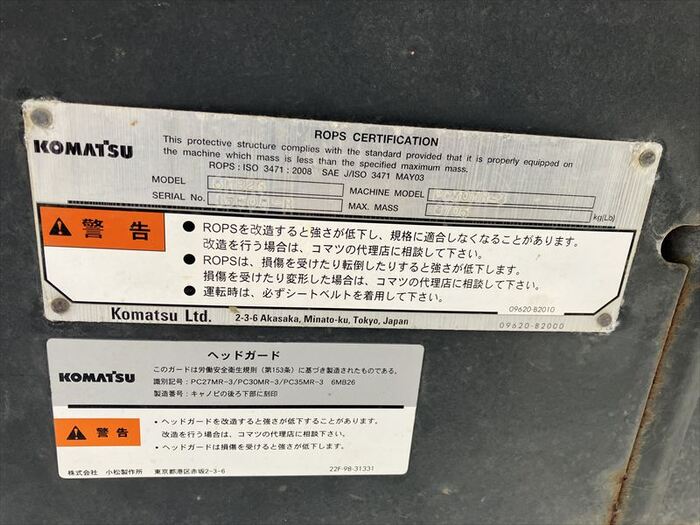 KOMATSU
ROPS CERTIFICATION
This protective structure complies with the standard provided that it is properly equipped on
the machine which mass is less than the specified maximum mass.
ROPS : ISO 3471 : 2008 SAE J/ISO 3471 MAY03
MODEL
MACHINE MODEL
SERIAL No.
MAX. MASS
kg(Lb)
警告
● ROPSを改造すると強さが低下し、規格に適合しなくなることがあります。
改造を行う場合は、コマツの代理店に相談して下さい。
● ROPSは、損傷を受けたり転倒したりすると強さが低下します。
損傷を受けたり変形した場合は、コマツの代理店に相談して下さい。
● 運転時は、必ずシートベルトを着用して下さい。
09620-B2010
Komatsu Ltd. 2-3-6 Akasaka, Minato-ku, Tokyo, Japan
09620-B2000
ヘッドガード
KOMATSU
このガードは労働安全衛生規則(第153条)に基づき製造されたものである。
識別記号:PC27MR-3/PC30MR-3/PC35MR-3 6MB26
製造番号:キャノピの後ろ下部に刻印
警告
・ヘッドガードを改造すると強さが低下することがあります。
改造を行う場合は、コマツの代理店に相談下さい。
・ヘッドガードは損傷を受けると強さが低下します。
株式会社 小松製作所 東京都港区赤坂2-3-6
22F-98-31331